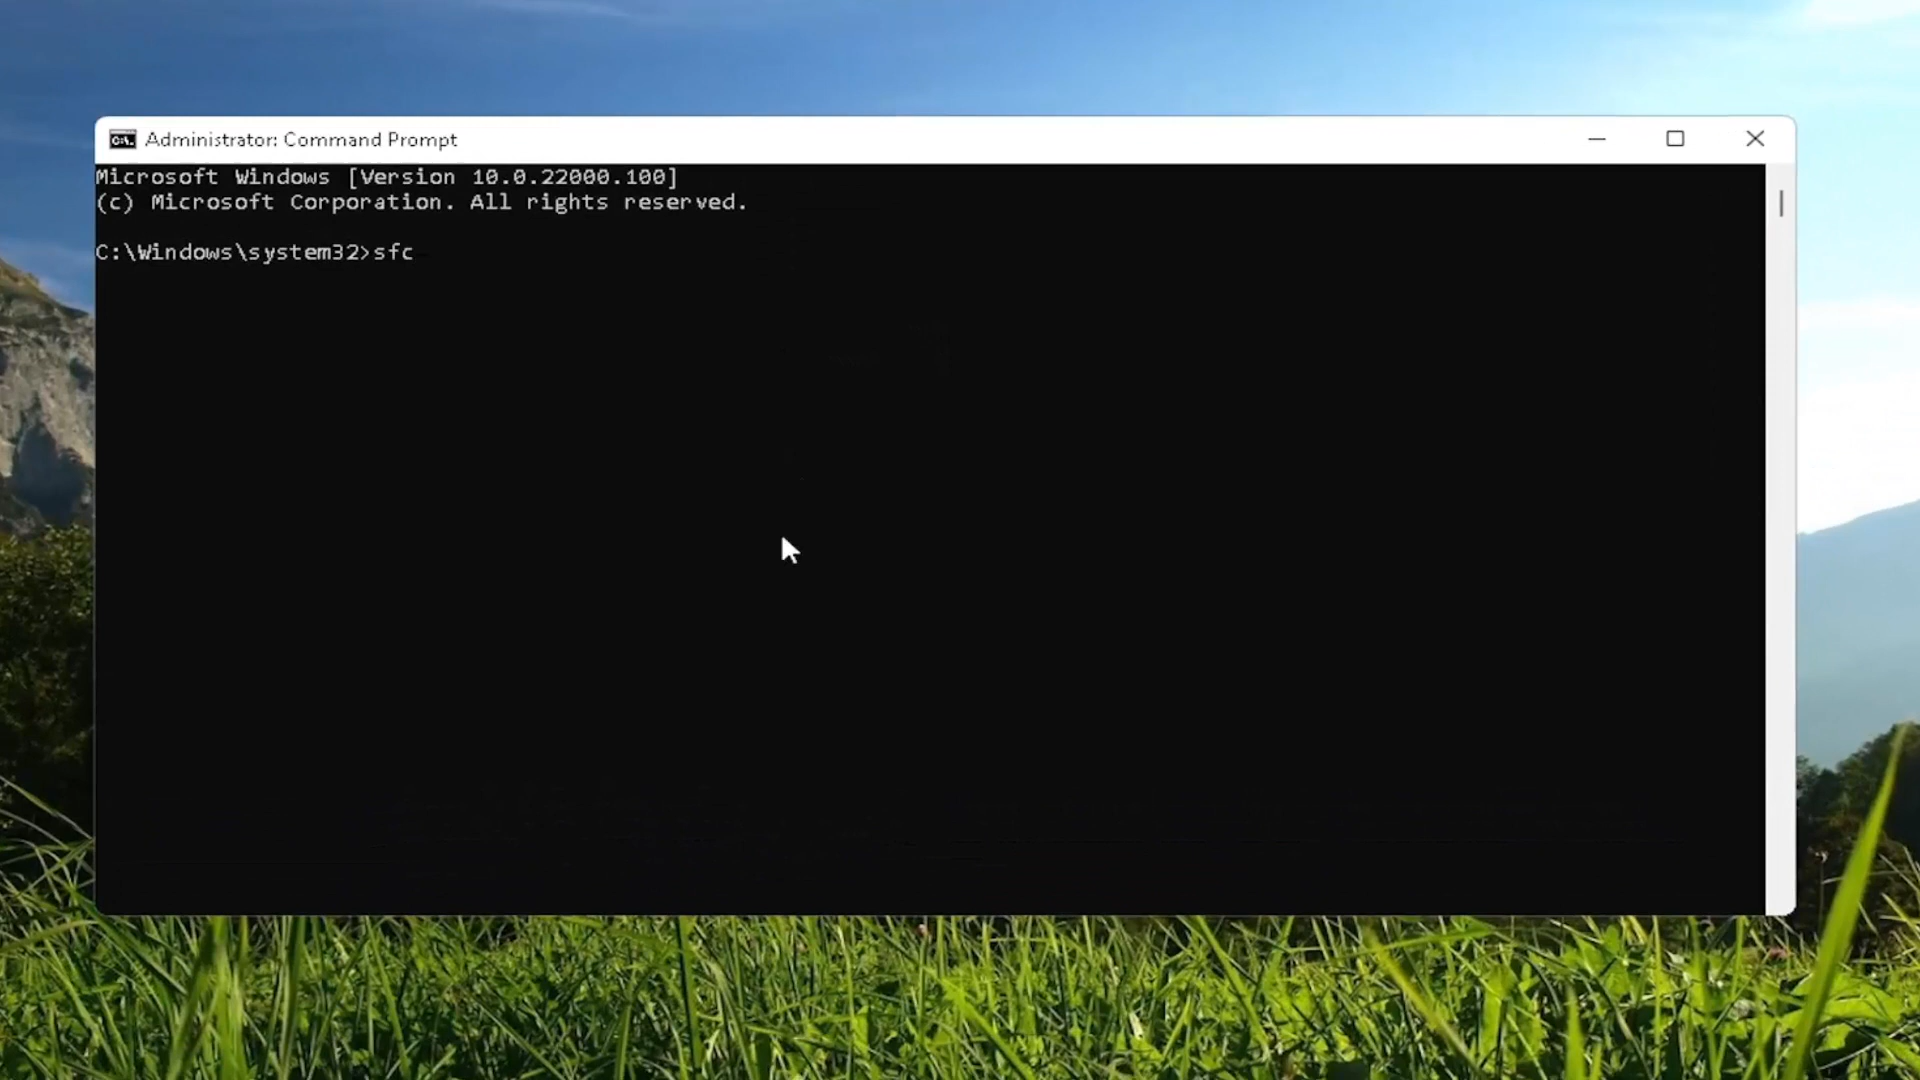 Administrator: Command Prompt
Microsoft Windows [Version 10.0.22000.100]
(c) Microsoft Corporation. All rights reserved.
C:\Windows\system32>sfc